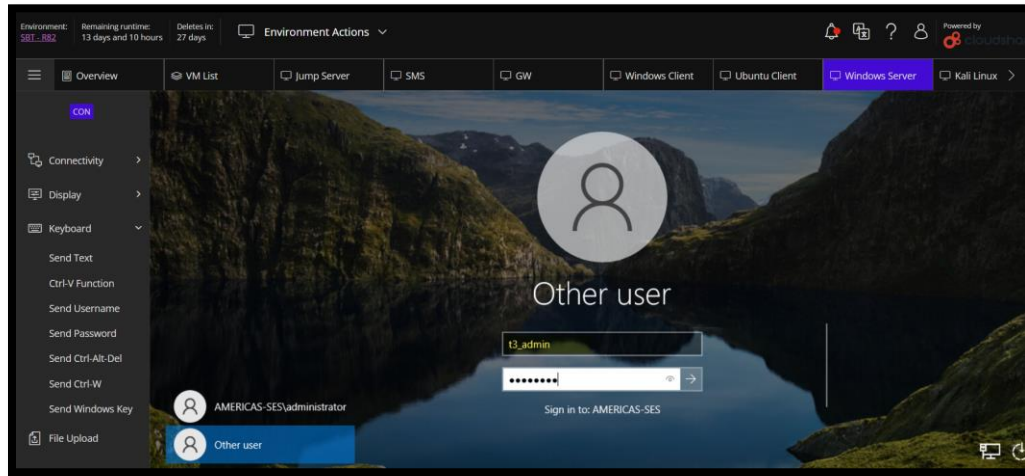 Environment:
SBT - R82
Remaining runtime:
13 days and 10 hours
Deletes in:
27 days
Environment Actions
Powered by
cloudsha
Overview
VM List
Jump Server
SMS
GW
Windows Client
Ubuntu Client
Windows Server
Kali Linux
CON
Connectivity
Display
Keyboard
Send Text
Ctrl-V Function
Send Username
Send Password
Send Ctrl-Alt-Del
Send Ctrl-W
Send Windows Key
File Upload
Other user
t3_admin
Sign in to: AMERICAS-SES
AMERICAS-SES\administrator
Other user